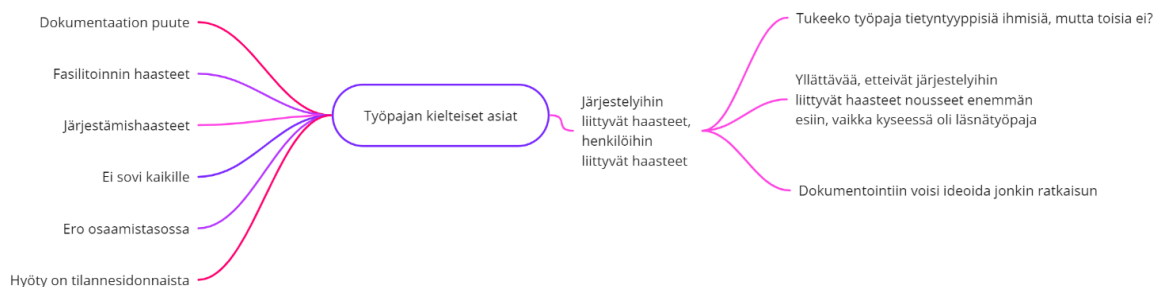 Dokumentaation puute
Fasilitoinnin haasteet
Järjestämishaasteet
Ei sovi kaikille
Ero osaamistasossa
Hyöty on tilannesidonnaista
Työpajan kielteiset asiat
Järjestelyihin
liittyvät haasteet,
henkilöihin
liittyvät haasteet
Tukeeko työpaja tietyntyyppisiä ihmisiä, mutta toisia ei?
Yllättävää, etteivät järjestelyihin
liittyvät haasteet nousseet enemmän
esiin, vaikka kyseessä oli läsnätyöpaja
Dokumentointiin voisi ideoida jonkin ratkaisun